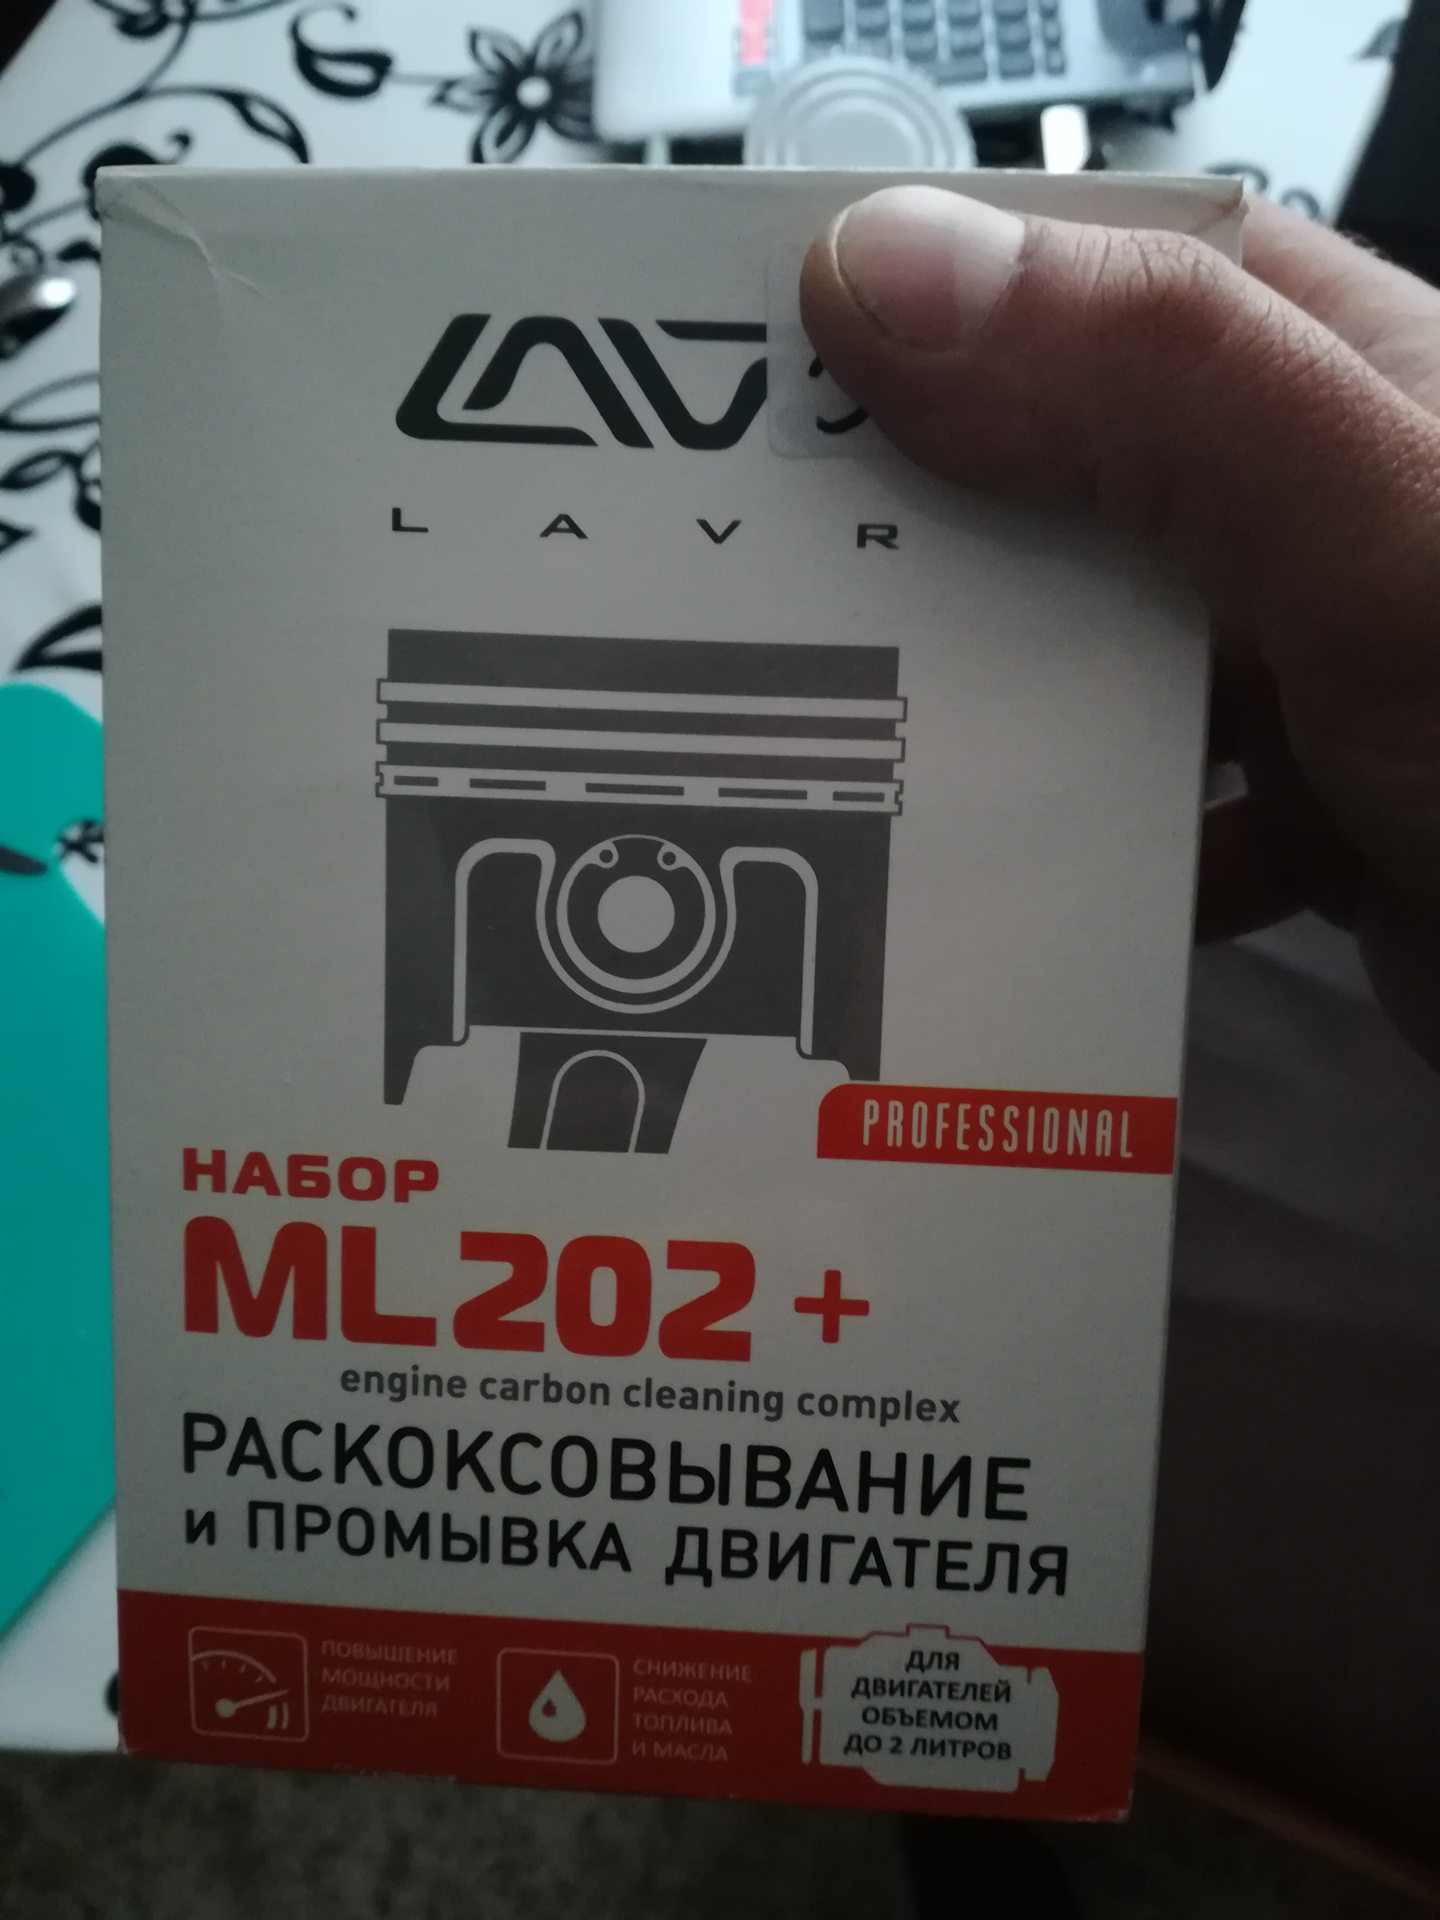 LAV
L A V R
PROFESSIONAL
НАБОР
ML202 +
engine carbon cleaning complex
РАСКОКСОВЫВАНИЕ
и ПРОМЫВКА ДВИГАТЕЛЯ
ПОВЫШЕНИЕ
МОЩНОСТИ
ДВИГАТЕЛЯ
СНИЖЕНИЕ
РАСХОДА
ТОПЛИВА
И МАСЛА
ДЛЯ
ДВИГАТЕЛЕЙ
ОБЪЕМОМ
ДО 2 ЛИТРОВ